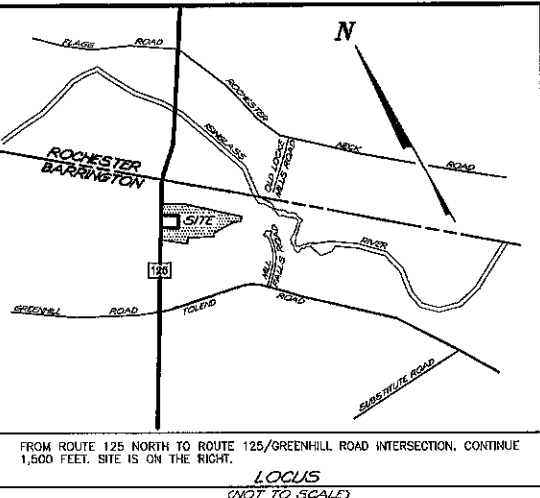 N
FLAGG ROAD
ROCHESTER
NECK
ROAD
ISINGLASS
ROCHESTER
BARRINGTON
OLD LOCKE
MILLS ROAD
SITE
MILL
FALLS ROAD
RIVER
125
GREENHILL ROAD
TOLEND
ROAD
SUBSTITUTE ROAD
FROM ROUTE 125 NORTH TO ROUTE 125/GREENHILL ROAD INTERSECTION, CONTINUE
1,500 FEET. SITE IS ON THE RIGHT.
LOCUS
(NOT TO SCALE)